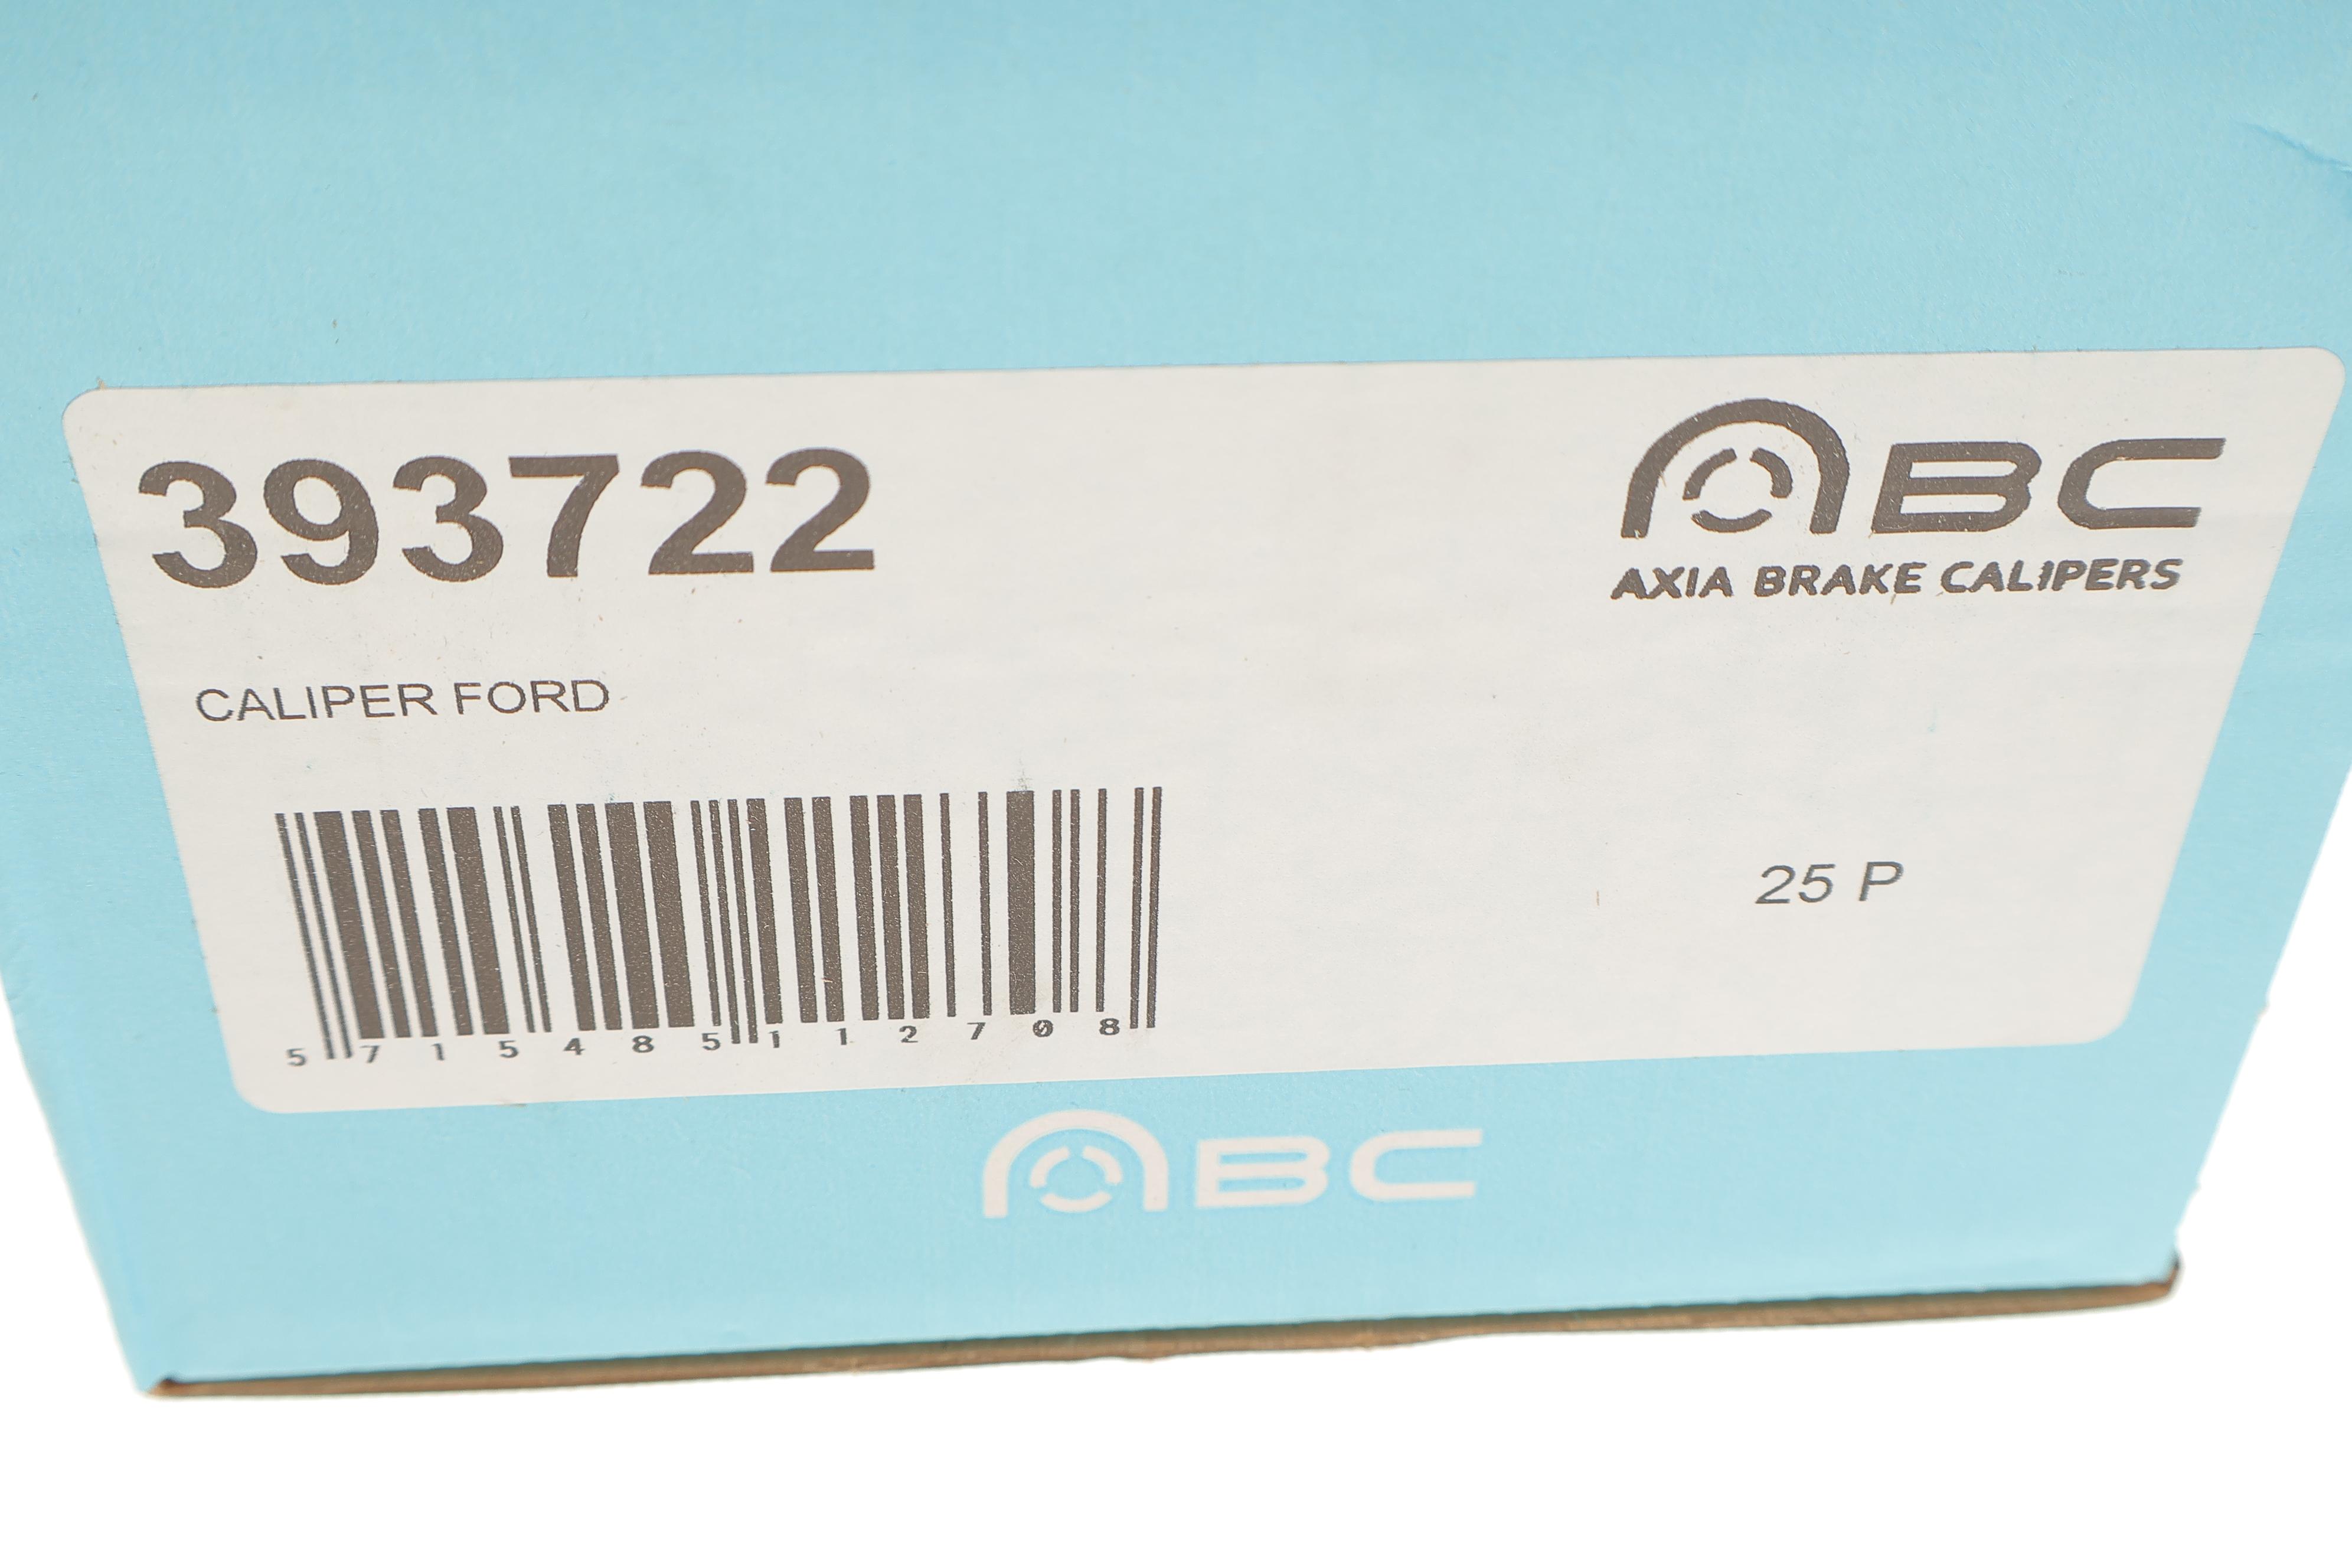 393722
ABC
AXIA BRAKE CALIPERS
CALIPER FORD
25 P
5715485112708
ABC